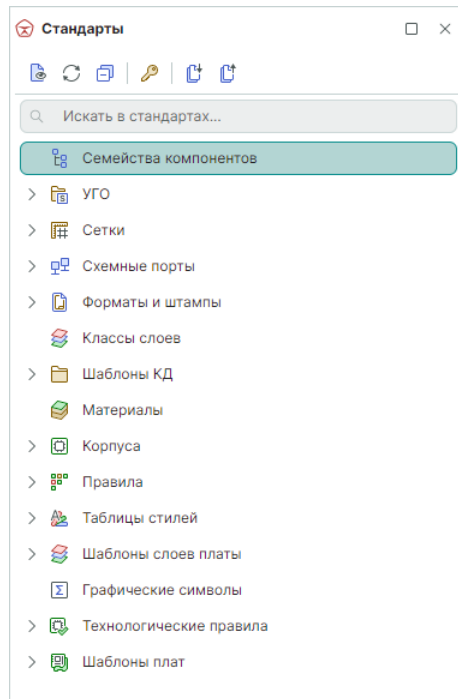 Стандарты
Искать в стандартах...
Семейства компонентов
УГО
Сетки
Схемные порты
Форматы и штампы
Классы слоев
Шаблоны КД
Материалы
Корпуса
Правила
Таблицы стилей
Шаблоны слоев платы
Графические символы
Технологические правила
Шаблоны плат